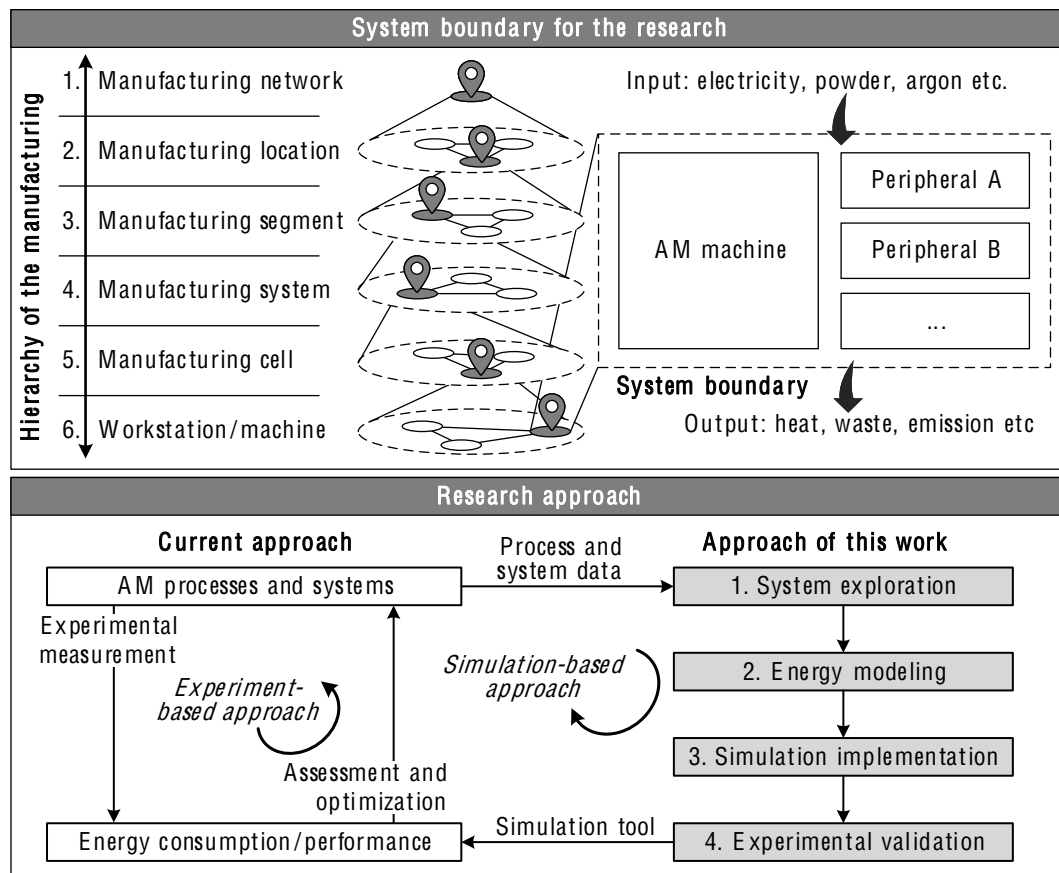 System boundary for the research
Hierarchy of the manufacturing
1. Manufacturing network
2. Manufacturing location
3. Manufacturing segment
4. Manufacturing system
5. Manufacturing cell
6. Workstation/machine
Input: electricity, powder, argon etc.
AM machine
Peripheral A
Peripheral B
...
System boundary
Output: heat, waste, emission etc
Research approach
Current approach
AM processes and systems
Experimental
measurement
Experiment-
based approach
Assessment and
optimization
Energy consumption/performance
Process and
system data
Simulation-based
approach
Simulation tool
Approach of this work
1. System exploration
2. Energy modeling
3. Simulation implementation
4. Experimental validation